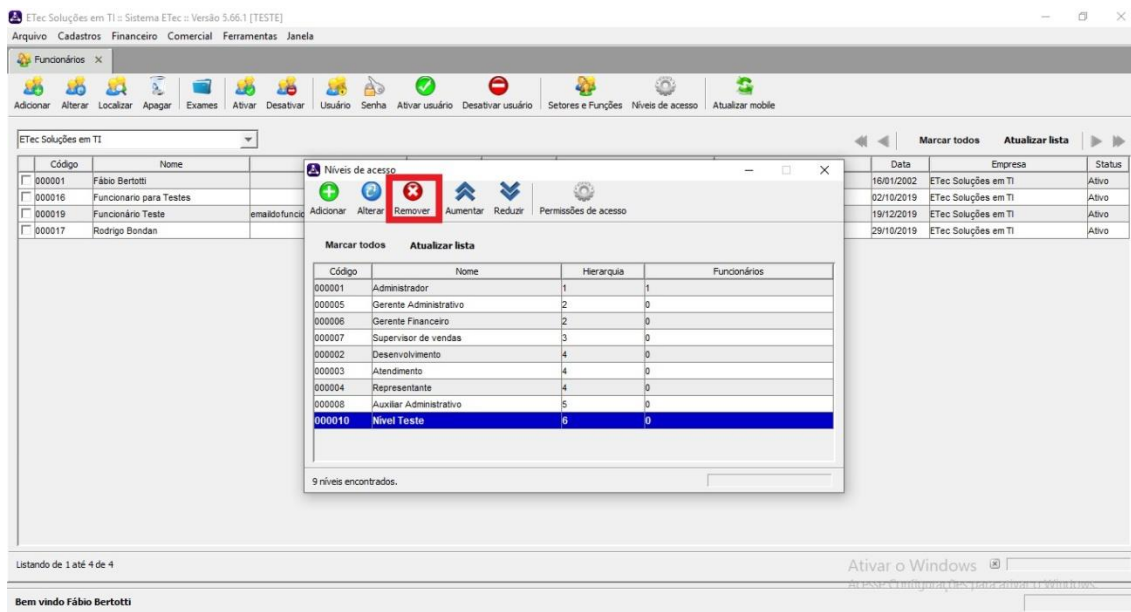 ETec Soluções em TI :: Sistema ETec :: Versão 5.66.1 [TESTE]
Arquivo Cadastros Financeiro Comercial Ferramentas Janela
Funcionários
Adicionar Alterar Localizar Apagar Exames Ativar Desativar Usuário Senha Ativar usuário Desativar usuário Setores e Funções Níveis de acesso Atualizar mobile
ETec Soluções em TI Marcar todos Atualizar lista
Código Nome Data Empresa Status
000001 Fábio Bertotti 16/01/2002 ETec Soluções em TI Ativo
000016 Funcionario para Testes 02/10/2019 ETec Soluções em TI Ativo
000019 Funcionário Teste emaildofuncio 19/12/2019 ETec Soluções em TI Ativo
000017 Rodrigo Bondan 29/10/2019 ETec Soluções em TI Ativo
Níveis de acesso
Adicionar Alterar Remover Aumentar Reduzir Permissões de acesso
Marcar todos Atualizar lista
Código Nome Hierarquia Funcionários
000001 Administrador 1 1
000005 Gerente Administrativo 2 0
000006 Gerente Financeiro 2 0
000007 Supervisor de vendas 3 0
000002 Desenvolvimento 4 0
000003 Atendimento 4 0
000004 Representante 4 0
000008 Auxiliar Administrativo 5 0
000010 Nível Teste 6 0
9 níveis encontrados.
Listando de 1 até 4 de 4
Ativar o Windows
Acesse Configurações para ativar o Windows.
Bem vindo Fábio Bertotti